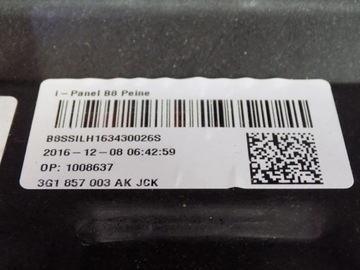 I-Panel B8 Peine
B8SSILH163430026S
2016-12-08 06:42:59
OP: 1008637
3G1 857 003 AK JCK